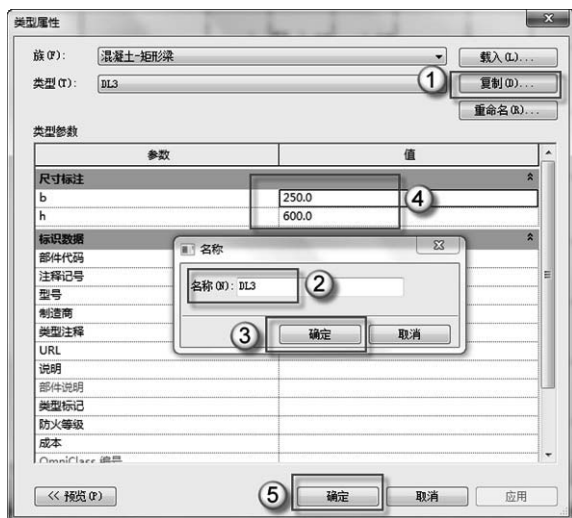 类型属性
族(F): 混凝土-矩形梁 载入(L)...
类型(T): DL3 ① 复制(D)...
重命名(R)...
类型参数
参数 值
尺寸标注
b 250.0 ④
h 600.0
标识数据
部件代码
注释记号
型号
制造商
类型注释
URL
说明
部件说明
类型标记
防火等级
成本
OmniClass 编号
名称
名称(N): DL3 ②
③ 确定 取消
<< 预览(P) ⑤ 确定 取消 应用